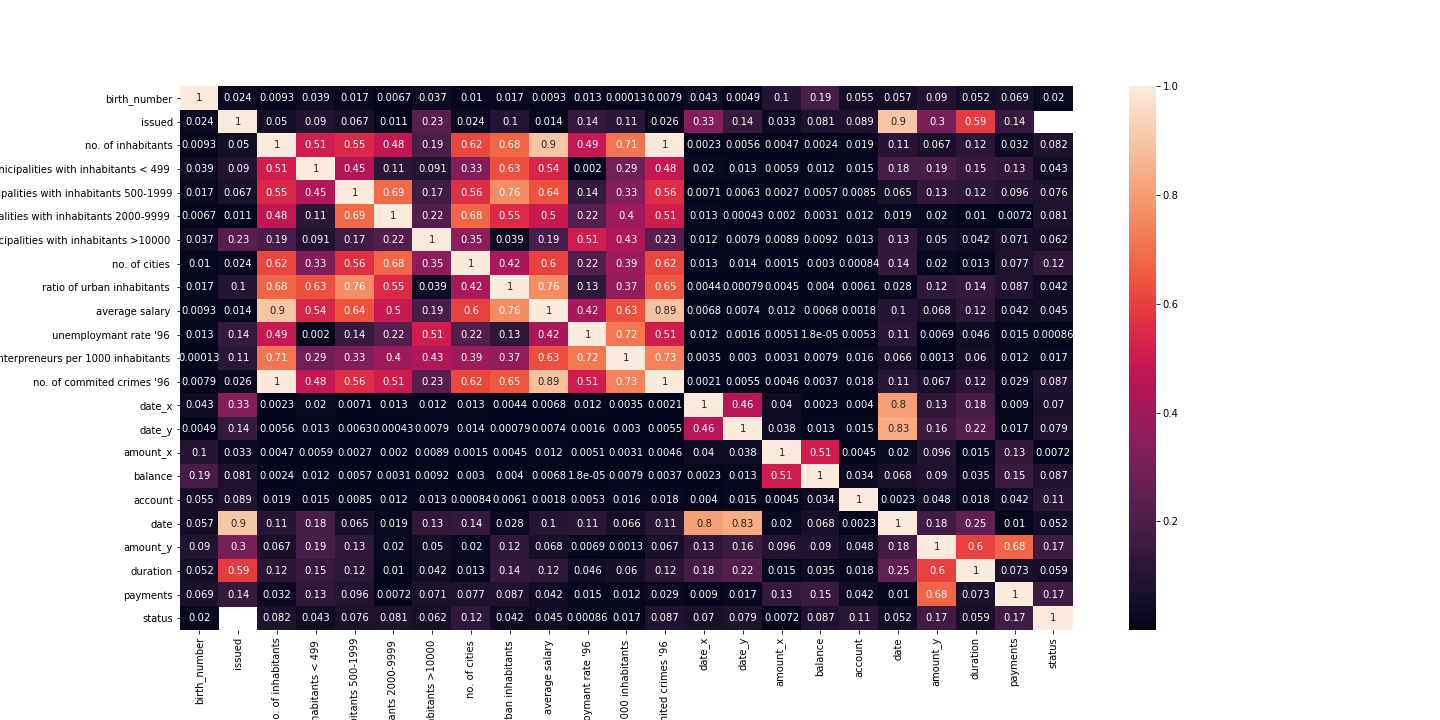 birth_number 1 0.024 0.0093 0.039 0.017 0.0067 0.037 0.01 0.017 0.0093 0.013 0.00013 0.0079 0.043 0.0049 0.1 0.19 0.055 0.057 0.09 0.052 0.069 0.02
issued 0.024 1 0.05 0.09 0.067 0.011 0.23 0.024 0.1 0.014 0.14 0.11 0.026 0.33 0.14 0.033 0.081 0.089 0.9 0.3 0.59 0.14
no. of inhabitants 0.0093 0.05 1 0.51 0.55 0.48 0.19 0.62 0.68 0.9 0.49 0.71 1 0.0023 0.0056 0.0047 0.0024 0.019 0.11 0.067 0.12 0.032 0.082
nicipalities with inhabitants < 499 0.039 0.09 0.51 1 0.45 0.11 0.091 0.33 0.63 0.54 0.002 0.29 0.48 0.02 0.013 0.0059 0.012 0.015 0.18 0.19 0.15 0.13 0.043
ipalities with inhabitants 500-1999 0.017 0.067 0.55 0.45 1 0.69 0.17 0.56 0.76 0.64 0.14 0.33 0.56 0.0071 0.0063 0.0027 0.0057 0.0085 0.065 0.13 0.12 0.096 0.076
alities with inhabitants 2000-9999 0.0067 0.011 0.48 0.11 0.69 1 0.22 0.68 0.55 0.5 0.22 0.4 0.51 0.013 0.00043 0.002 0.0031 0.012 0.019 0.02 0.01 0.0072 0.081
cipalities with inhabitants >10000 0.037 0.23 0.19 0.091 0.17 0.22 1 0.35 0.039 0.19 0.51 0.43 0.23 0.012 0.0079 0.0089 0.0092 0.013 0.13 0.05 0.042 0.071 0.062
no. of cities 0.01 0.024 0.62 0.33 0.56 0.68 0.35 1 0.42 0.6 0.22 0.39 0.62 0.013 0.014 0.0015 0.003 0.00084 0.14 0.02 0.013 0.077 0.12
ratio of urban inhabitants 0.017 0.1 0.68 0.63 0.76 0.55 0.039 0.42 1 0.76 0.13 0.37 0.65 0.0044 0.00079 0.0045 0.004 0.0061 0.028 0.12 0.14 0.087 0.042
average salary 0.0093 0.014 0.9 0.54 0.64 0.5 0.19 0.6 0.76 1 0.42 0.63 0.89 0.0068 0.0074 0.012 0.0068 0.0018 0.1 0.068 0.12 0.042 0.045
unemploymant rate '96 0.013 0.14 0.49 0.002 0.14 0.22 0.51 0.22 0.13 0.42 1 0.72 0.51 0.012 0.0016 0.0051 1.8e-05 0.0053 0.11 0.0069 0.046 0.015 0.00086
nterpreneurs per 1000 inhabitants 0.00013 0.11 0.71 0.29 0.33 0.4 0.43 0.39 0.37 0.63 0.72 1 0.73 0.0035 0.003 0.0031 0.0079 0.016 0.066 0.0013 0.06 0.012 0.017
no. of commited crimes '96 0.0079 0.026 1 0.48 0.56 0.51 0.23 0.62 0.65 0.89 0.51 0.73 1 0.0021 0.0055 0.0046 0.0037 0.018 0.11 0.067 0.12 0.029 0.087
date_x 0.043 0.33 0.0023 0.02 0.0071 0.013 0.012 0.013 0.0044 0.0068 0.012 0.0035 0.0021 1 0.46 0.04 0.0023 0.004 0.8 0.13 0.18 0.009 0.07
date_y 0.0049 0.14 0.0056 0.013 0.0063 0.00043 0.0079 0.014 0.00079 0.0074 0.0016 0.003 0.0055 0.46 1 0.038 0.013 0.015 0.83 0.16 0.22 0.017 0.079
amount_x 0.1 0.033 0.0047 0.0059 0.0027 0.002 0.0089 0.0015 0.0045 0.012 0.0051 0.0031 0.0046 0.04 0.038 1 0.51 0.0045 0.02 0.096 0.015 0.13 0.0072
balance 0.19 0.081 0.0024 0.012 0.0057 0.0031 0.0092 0.003 0.004 0.0068 1.8e-05 0.0079 0.0037 0.0023 0.013 0.51 1 0.034 0.068 0.09 0.035 0.15 0.087
account 0.055 0.089 0.019 0.015 0.0085 0.012 0.013 0.00084 0.0061 0.0018 0.0053 0.016 0.018 0.004 0.015 0.0045 0.034 1 0.0023 0.048 0.018 0.042 0.11
date 0.057 0.9 0.11 0.18 0.065 0.019 0.13 0.14 0.028 0.1 0.11 0.066 0.11 0.8 0.83 0.02 0.068 0.0023 1 0.18 0.25 0.01 0.052
amount_y 0.09 0.3 0.067 0.19 0.13 0.02 0.05 0.02 0.12 0.068 0.0069 0.0013 0.067 0.13 0.16 0.096 0.09 0.048 0.18 1 0.6 0.68 0.17
duration 0.052 0.59 0.12 0.15 0.12 0.01 0.042 0.013 0.14 0.12 0.046 0.06 0.12 0.18 0.22 0.015 0.035 0.018 0.25 0.6 1 0.073 0.059
payments 0.069 0.14 0.032 0.13 0.096 0.0072 0.071 0.077 0.087 0.042 0.015 0.012 0.029 0.009 0.017 0.13 0.15 0.042 0.01 0.68 0.073 1 0.17
status 0.02 0.082 0.043 0.076 0.081 0.062 0.12 0.042 0.045 0.00086 0.017 0.087 0.07 0.079 0.0072 0.087 0.11 0.052 0.17 0.059 0.17 1
birth_number
issued
o. of inhabitants
habitants < 499
bitants 500-1999
ants 2000-9999
abitants >10000
no. of cities
rban inhabitants
average salary
oymant rate '96
000 inhabitants
mited crimes '96
date_x
date_y
amount_x
balance
account
date
amount_y
duration
payments
status
1.0
0.8
0.6
0.4
0.2